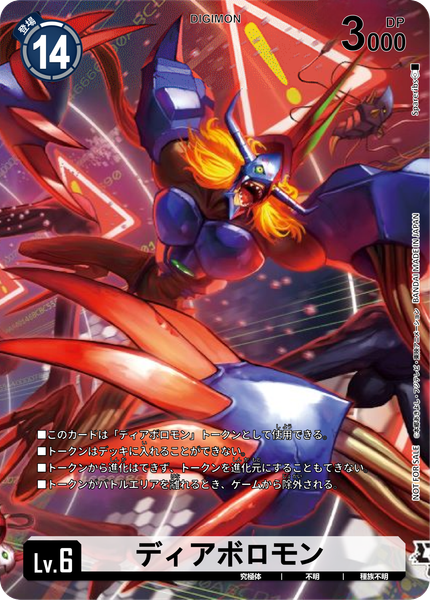 登場
14
DIGIMON
DP
3000
Spareribs
BANDAI MADE IN JAPAN
NOT FOR SALE
■このカードは「ディアボロモン」トークンとして使用できる。
■トークンはデッキに入れることができない。
■トークンから進化はできず、トークンを進化元にすることもできない。
■トークンがバトルエリアを離れるとき、ゲームから除外される。
Lv.6
ディアボロモン
究極体 | 不明 | 種族不明